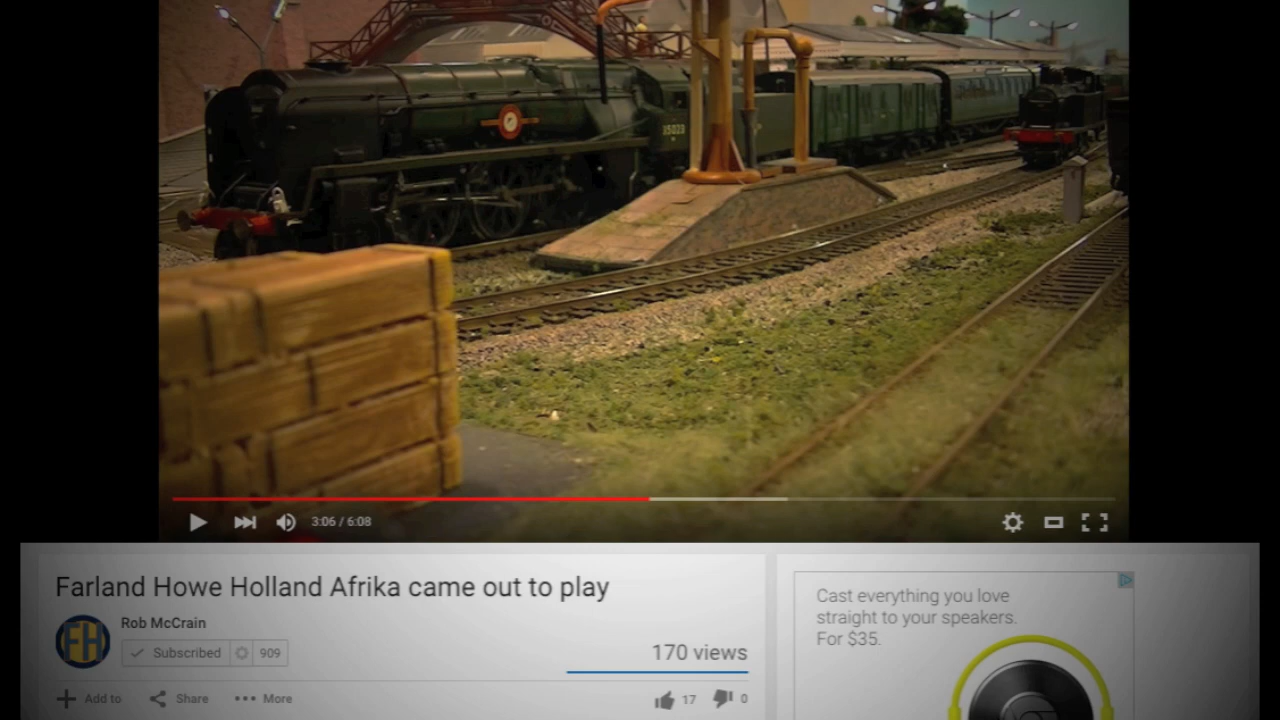 35023
3:06 / 6:08
Farland Howe Holland Afrika came out to play
FH
Rob McCrain
Subscribed 909
170 views
Add to Share More 17 0
Cast everything you love
straight to your speakers.
For $35.